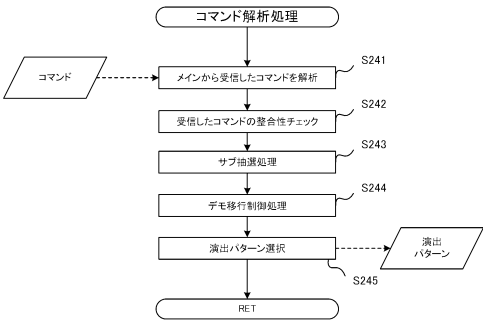 コマンド解析処理
コマンド
メインから受信したコマンドを解析
S241
受信したコマンドの整合性チェック
S242
サブ抽選処理
S243
デモ移行制御処理
S244
演出パターン選択
S245
演出
パターン
RET